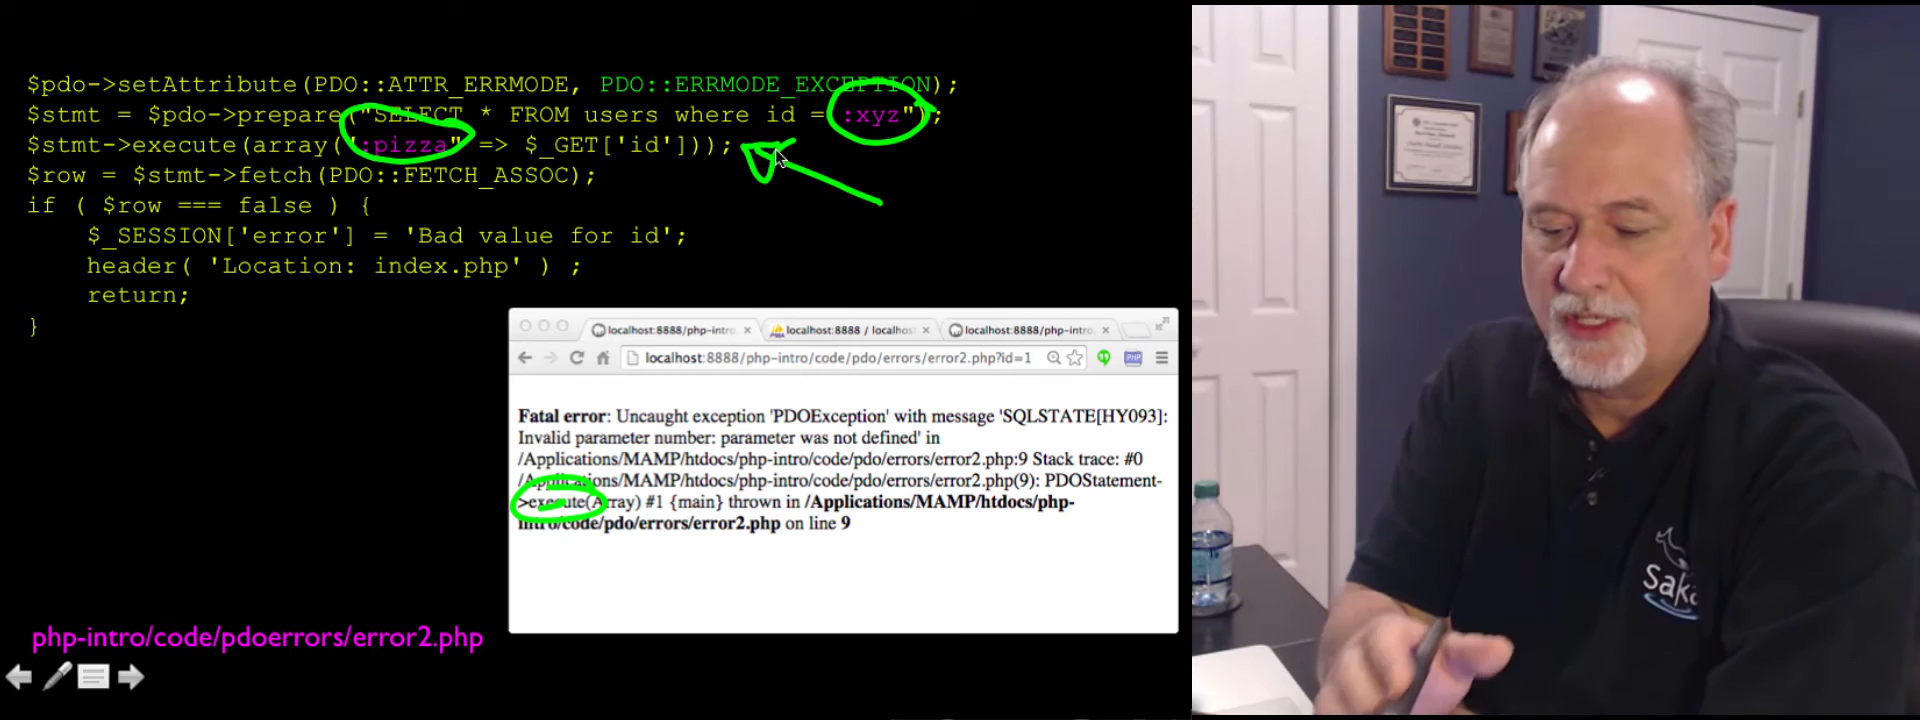 $pdo->setAttribute(PDO::ATTR_ERRMODE, PDO::ERRMODE_EXCEPTION);
$stmt = $pdo->prepare("SELECT * FROM users where id = :xyz");
$stmt->execute(array(":pizza" => $_GET['id']));
$row = $stmt->fetch(PDO::FETCH_ASSOC);
if ( $row === false ) {
    $_SESSION['error'] = 'Bad value for id';
    header( 'Location: index.php' ) ;
    return;
}
localhost:8888/php-intro. localhost:8888 / localhos localhost:8888/php-intro.
localhost:8888/php-intro/code/pdo/errors/error2.php?id=1 PHP
Fatal error: Uncaught exception 'PDOException' with message 'SQLSTATE[HY093]:
Invalid parameter number: parameter was not defined' in
/Applications/MAMP/htdocs/php-intro/code/pdo/errors/error2.php:9 Stack trace: #0
/Applications/MAMP/htdocs/php-intro/code/pdo/errors/error2.php(9): PDOStatement-
>execute(Array) #1 {main} thrown in /Applications/MAMP/htdocs/php-
intro/code/pdo/errors/error2.php on line 9
php-intro/code/pdoerrors/error2.php
Saka